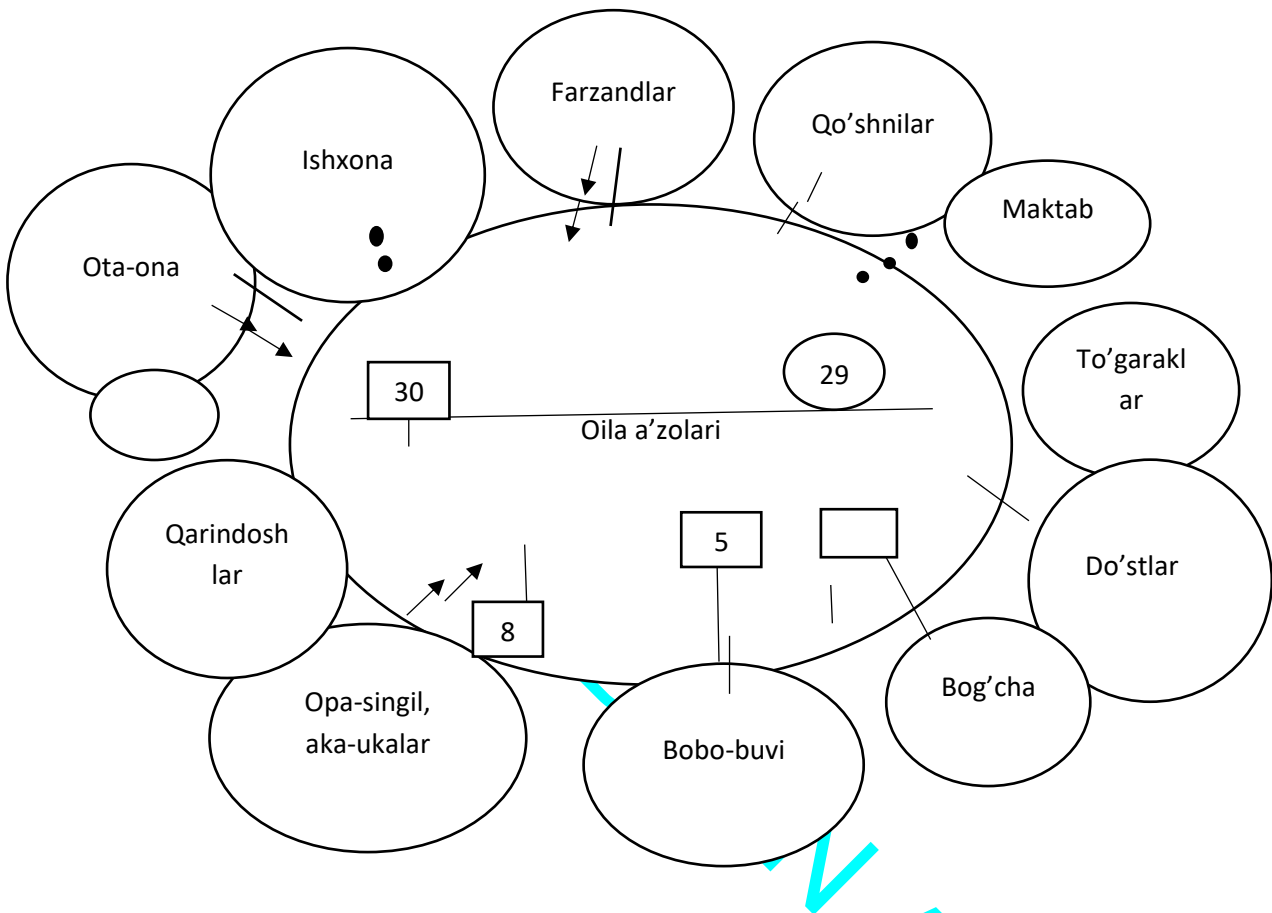 Farzandlar
Qo’shnilar
Ishxona
Maktab
Ota-ona
To’garakl
ar
30
29
Oila a’zolari
Qarindosh
lar
5
Do’stlar
8
Bog’cha
Opa-singil,
aka-ukalar
Bobo-buvi